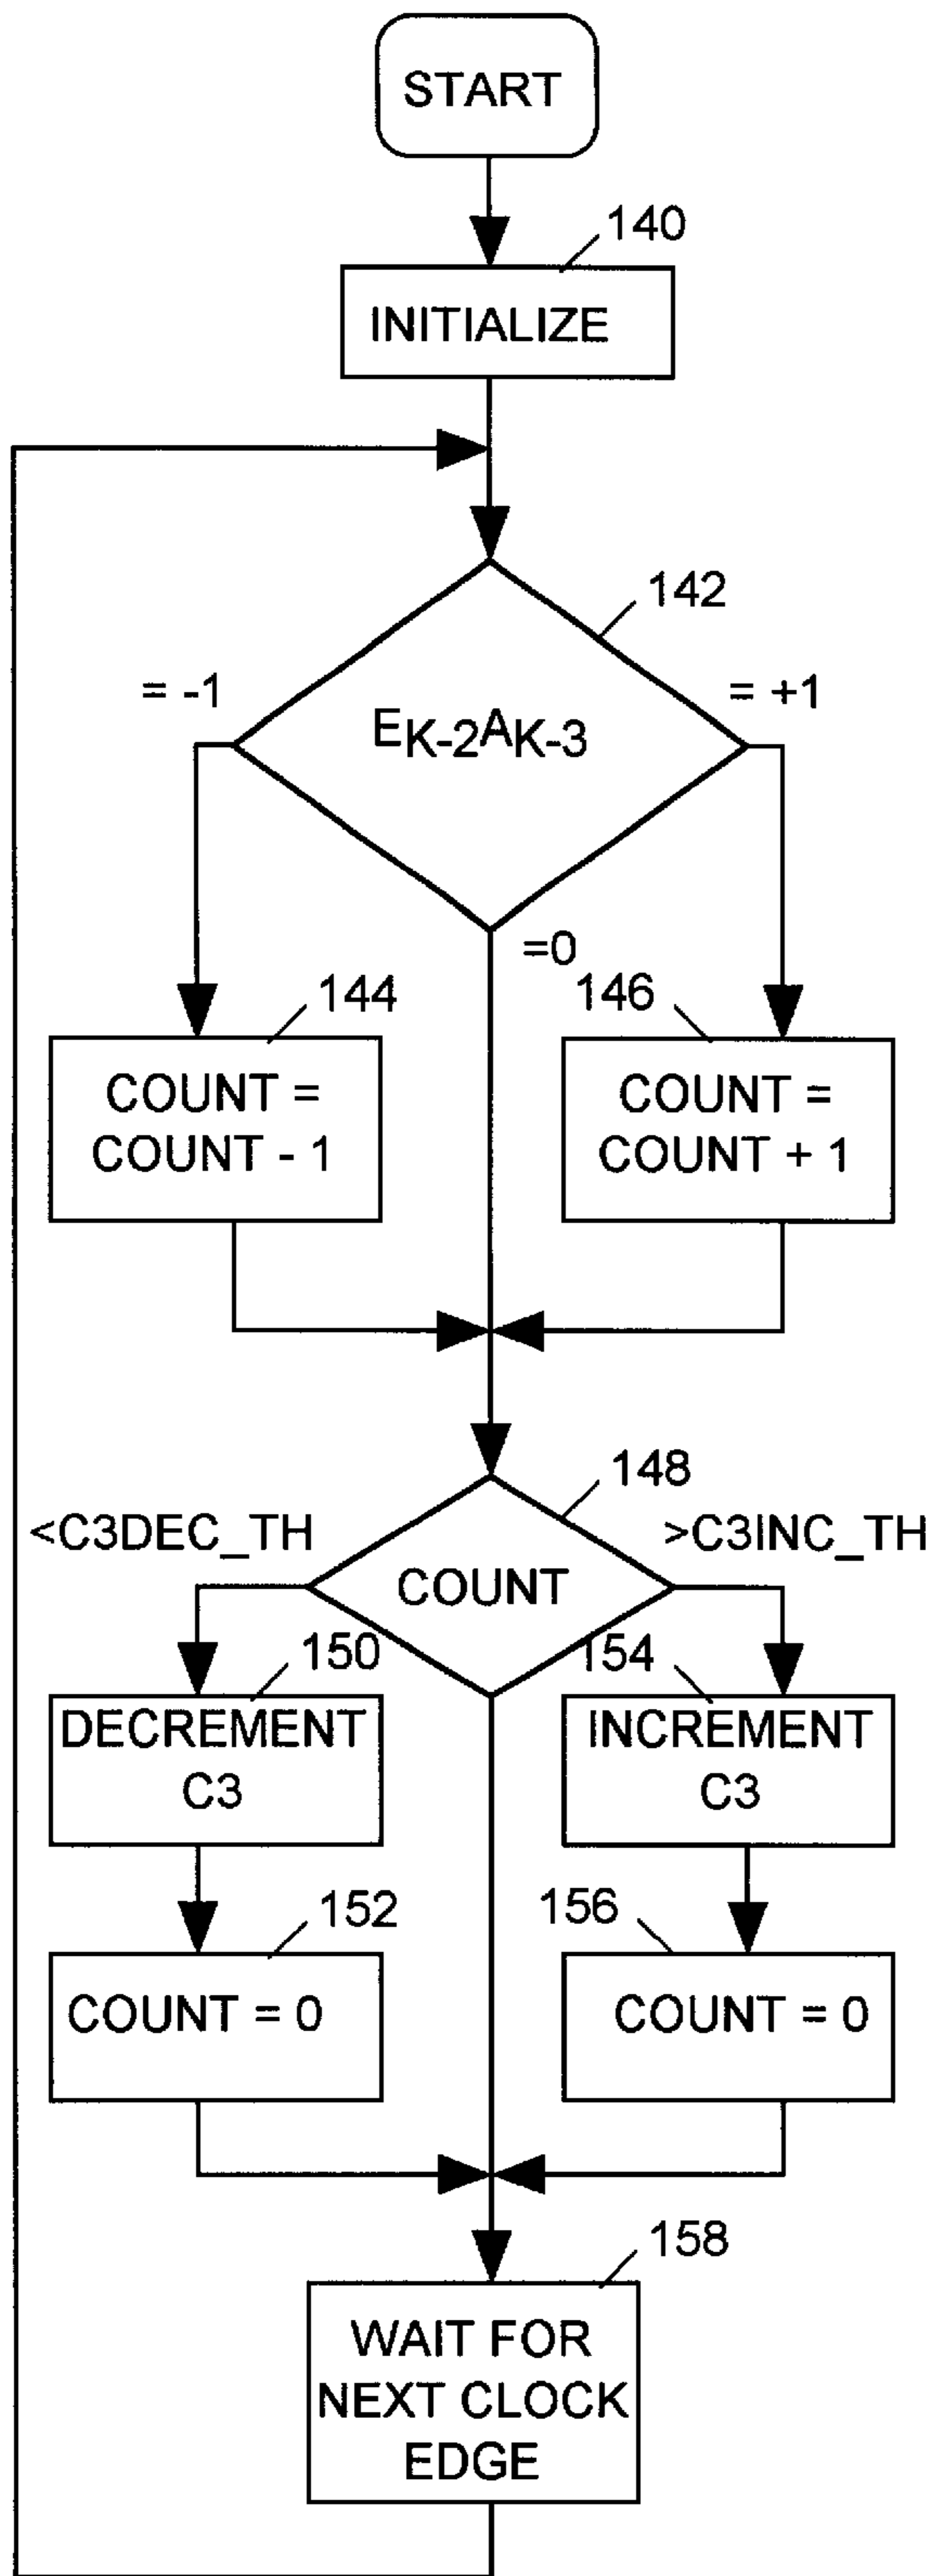 START
140
INITIALIZE
142
= -1
= +1
EK-2AK-3
=0
144
146
COUNT =
COUNT - 1
COUNT =
COUNT + 1
148
<C3DEC_TH
>C3INC_TH
COUNT
150
154
DECREMENT
C3
INCREMENT
C3
152
156
COUNT = 0
COUNT = 0
158
WAIT FOR
NEXT CLOCK
EDGE